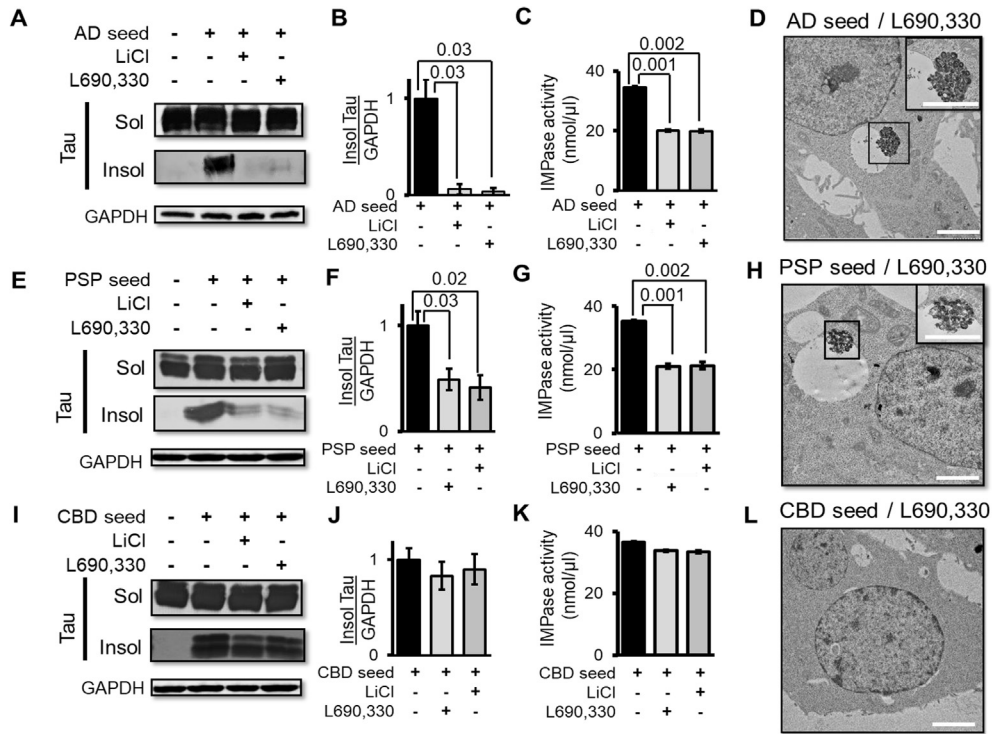 A
AD seed - + + +
LiCl - - + -
L690,330 - - - +
Tau
Sol
Insol
GAPDH
B
0.03
0.03
Insol Tau
GAPDH
1
0
AD seed + + +
LiCl - + -
L690,330 - - +
C
0.002
0.001
IMPase activity
(nmol/µl)
40
20
0
AD seed + + +
LiCl - + -
L690,330 - - +
D
AD seed / L690,330
E
PSP seed - + + +
LiCl - - + -
L690,330 - - - +
Tau
Sol
Insol
GAPDH
F
0.02
0.03
Insol Tau
GAPDH
1
0
PSP seed + + +
LiCl - - +
L690,330 - + -
G
0.002
0.001
IMPase activity
(nmol/µl)
40
20
0
PSP seed + + +
LiCl - - +
L690,330 - + -
H
PSP seed / L690,330
I
CBD seed - + + +
LiCl - - + -
L690,330 - - - +
Tau
Sol
Insol
GAPDH
J
Insol Tau
GAPDH
1
0
CBD seed + + +
LiCl - - +
L690,330 - + -
K
IMPase activity
(nmol/µl)
40
20
0
CBD seed + + +
LiCl - - +
L690,330 - + -
L
CBD seed / L690,330